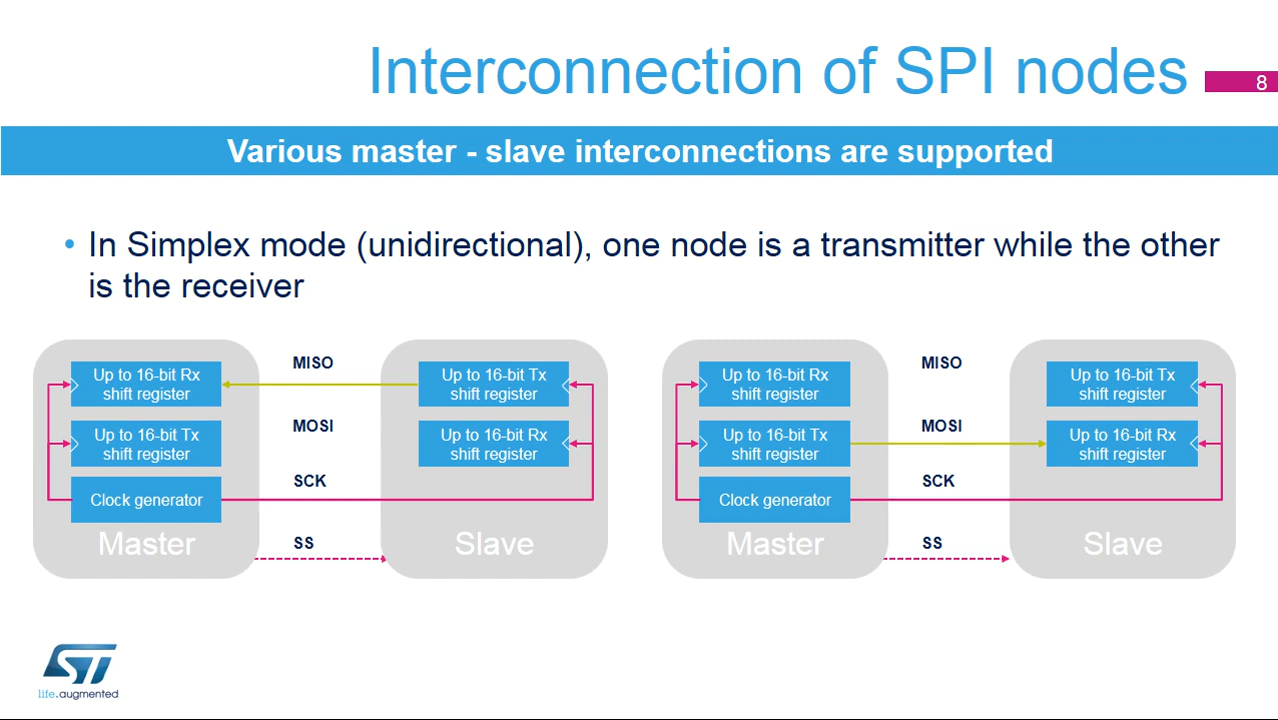 Interconnection of SPI nodes
8
Various master - slave interconnections are supported
• In Simplex mode (unidirectional), one node is a transmitter while the other
is the receiver
Up to 16-bit Rx
shift register
Up to 16-bit Tx
shift register
Clock generator
Master
MISO
MOSI
SCK
SS
Up to 16-bit Tx
shift register
Up to 16-bit Rx
shift register
Slave
Up to 16-bit Rx
shift register
Up to 16-bit Tx
shift register
Clock generator
Master
MISO
MOSI
SCK
SS
Up to 16-bit Tx
shift register
Up to 16-bit Rx
shift register
Slave
ST
life.augmented